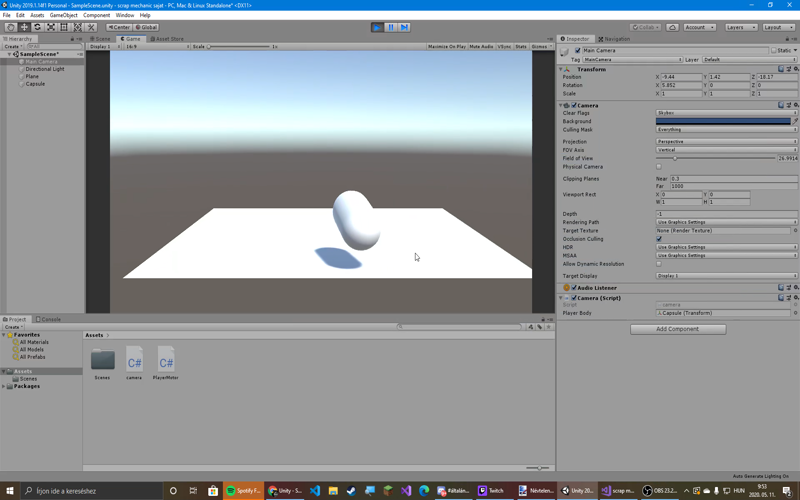 Unity 2019.1.14f1 Personal - SampleScene.unity - scrap mechanic sajat - PC, Mac & Linux Standalone* <DX11>
File Edit Assets GameObject Component Window Help
Center Global Collab Account Layers Layout
Hierarchy
Create
SampleScene*
Main Camera
Directional Light
Plane
Capsule
Scene Game Asset Store
Display 1 16:9 Scale 1x Maximize On Play Mute Audio VSync Stats Gizmos
Inspector Navigation
Main Camera Static
Tag MainCamera Layer Default
Transform
Position X -9.44 Y 1.42 Z -18.17
Rotation X 5.852 Y 0 Z 0
Scale X 1 Y 1 Z 1
Camera
Clear Flags Skybox
Background
Culling Mask Everything
Projection Perspective
FOV Axis Vertical
Field of View 26.9914
Physical Camera
Clipping Planes Near 0.3
Far 1000
Viewport Rect X 0 Y 0
W 1 H 1
Depth -1
Rendering Path Use Graphics Settings
Target Texture None (Render Texture)
Occlusion Culling
HDR Use Graphics Settings
MSAA Use Graphics Settings
Allow Dynamic Resolution
Target Display Display 1
Audio Listener
Camera (Script)
Script camera
Player Body Capsule (Transform)
Add Component
Project Console
Create
Favorites
All Materials
All Models
All Prefabs
Assets
Scenes
Packages
Assets
Scenes camera PlayerMotor
C# C#
Auto Generate Lighting On
Írjon ide a kereséshez
Spotify F... Unity - S... #általán... Twitch Névtelen... Unity 20... scrap m... OBS 23.2... HUN 9:53
2020. 05. 11.